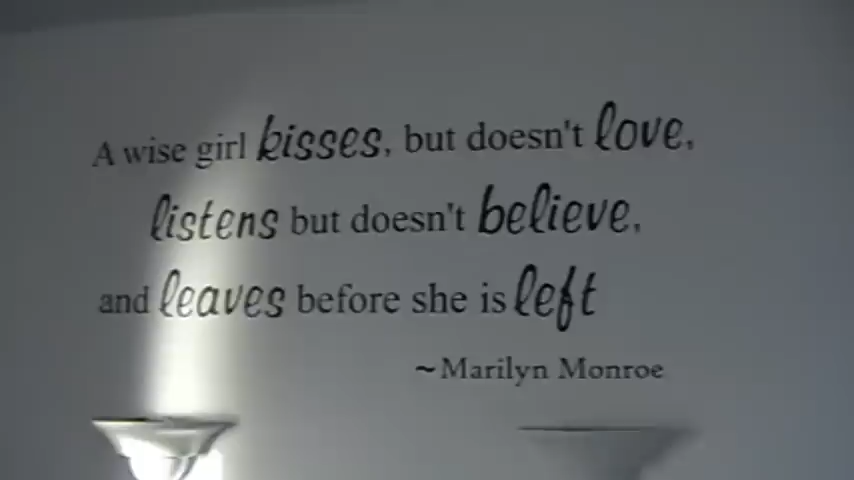 A wise girl kisses, but doesn't love,
listens but doesn't believe,
and leaves before she is left
~Marilyn Monroe